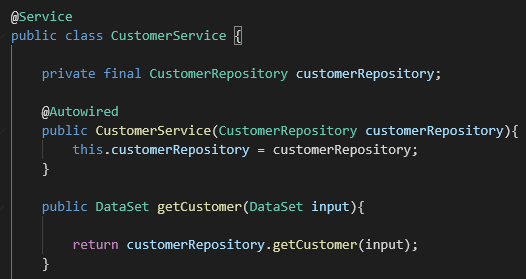 @Service
public class CustomerService {
private final CustomerRepository customerRepository;
@Autowired
public CustomerService(CustomerRepository customerRepository){
this.customerRepository = customerRepository;
}
public DataSet getCustomer(DataSet input){
return customerRepository.getCustomer(input);
}